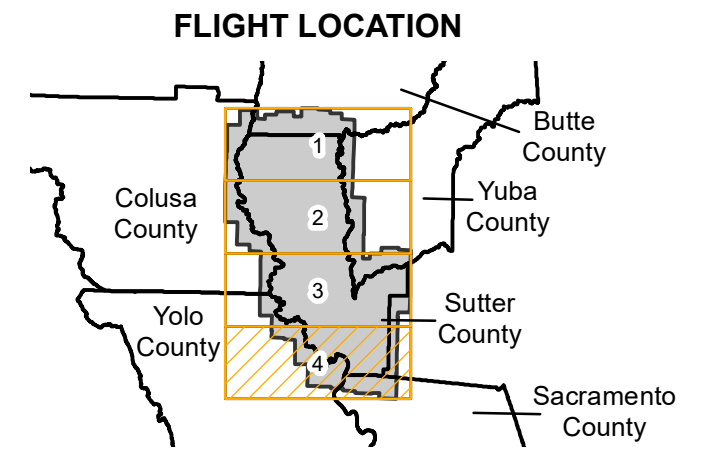 FLIGHT LOCATION
Butte
County
1
Colusa
County
2
Yuba
County
3
Yolo
County
Sutter
County
4
Sacramento
County